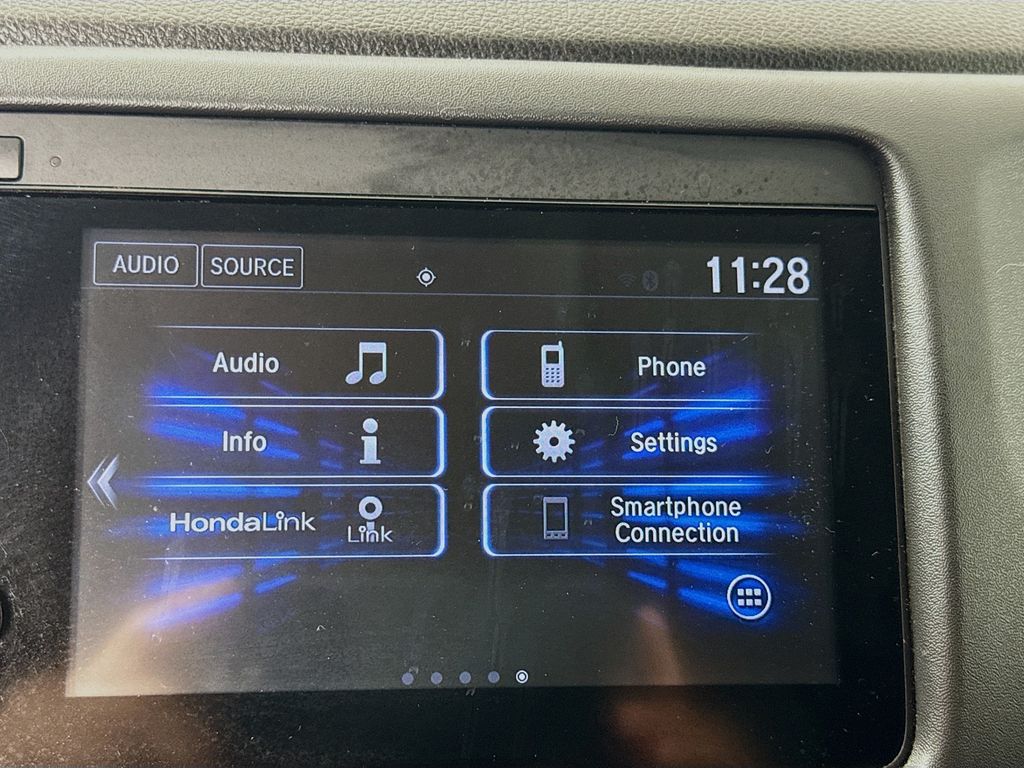 AUDIO SOURCE 11:28
Audio
Phone
Info
Settings
HondaLink
Link
Smartphone
Connection